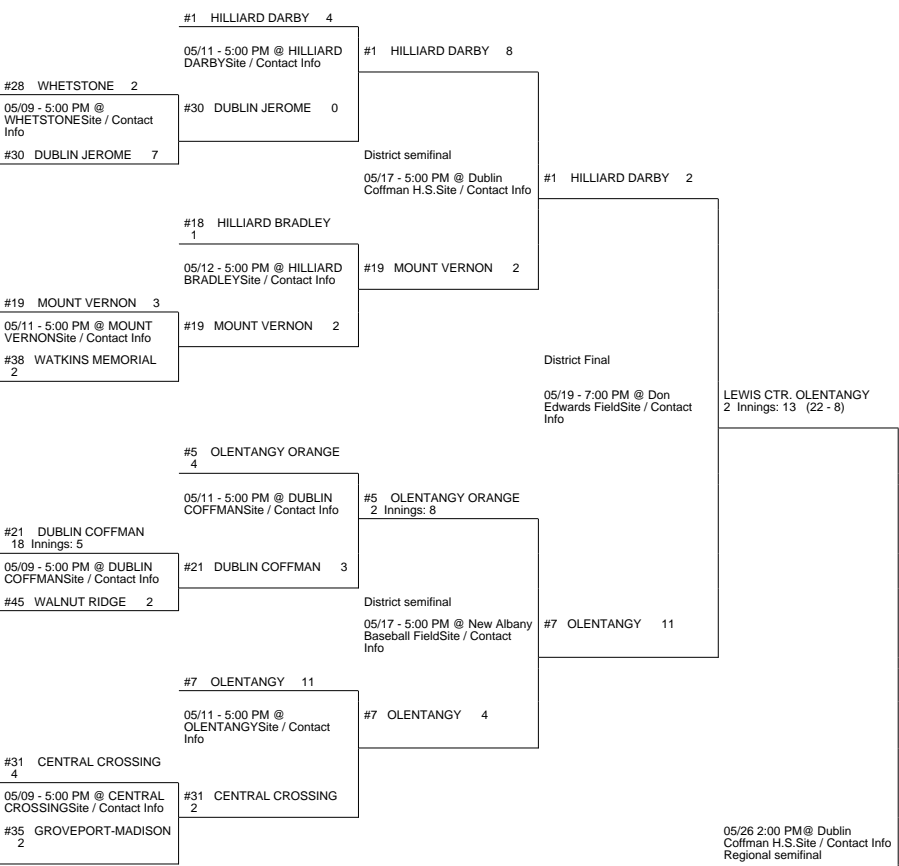 #1 HILLIARD DARBY 4
05/11 - 5:00 PM @ HILLIARD
DARBYSite / Contact Info
#1 HILLIARD DARBY 8
#28 WHETSTONE 2
05/09 - 5:00 PM @
WHETSTONESite / Contact
Info
#30 DUBLIN JEROME 0
#30 DUBLIN JEROME 7
District semifinal
05/17 - 5:00 PM @ Dublin
Coffman H.S.Site / Contact Info
#1 HILLIARD DARBY 2
#18 HILLIARD BRADLEY
1
05/12 - 5:00 PM @ HILLIARD
BRADLEYSite / Contact Info
#19 MOUNT VERNON 2
#19 MOUNT VERNON 3
05/11 - 5:00 PM @ MOUNT
VERNONSite / Contact Info
#19 MOUNT VERNON 2
#38 WATKINS MEMORIAL
2
District Final
05/19 - 7:00 PM @ Don
Edwards FieldSite / Contact
Info
LEWIS CTR. OLENTANGY
2 Innings: 13 (22 - 8)
#5 OLENTANGY ORANGE
4
05/11 - 5:00 PM @ DUBLIN
COFFMANSite / Contact Info
#5 OLENTANGY ORANGE
2 Innings: 8
#21 DUBLIN COFFMAN
18 Innings: 5
05/09 - 5:00 PM @ DUBLIN
COFFMANSite / Contact Info
#21 DUBLIN COFFMAN 3
#45 WALNUT RIDGE 2
District semifinal
05/17 - 5:00 PM @ New Albany
Baseball FieldSite / Contact
Info
#7 OLENTANGY 11
#7 OLENTANGY 11
05/11 - 5:00 PM @
OLENTANGYSite / Contact
Info
#7 OLENTANGY 4
#31 CENTRAL CROSSING
4
05/09 - 5:00 PM @ CENTRAL
CROSSINGSite / Contact Info
#31 CENTRAL CROSSING
2
#35 GROVEPORT-MADISON
2
05/26 2:00 PM@ Dublin
Coffman H.S.Site / Contact Info
Regional semifinal